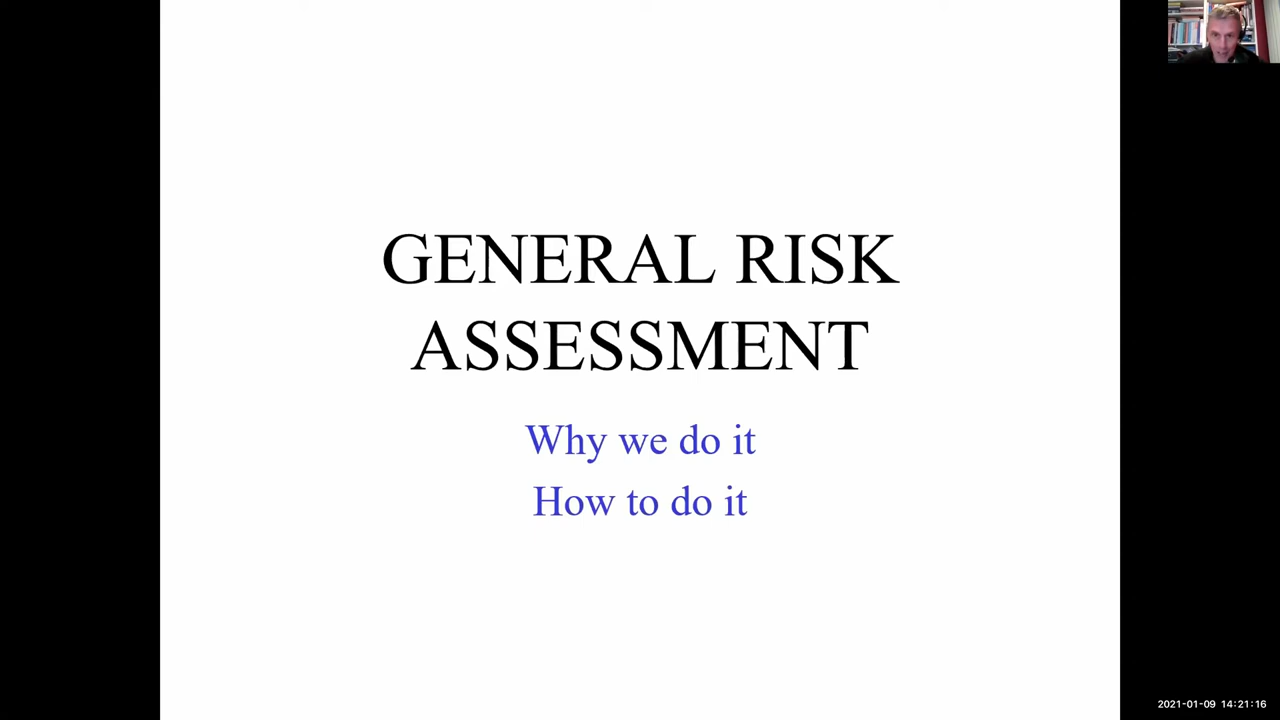 GENERAL RISK
ASSESSMENT
Why we do it
How to do it
2021-01-09 14:21:16